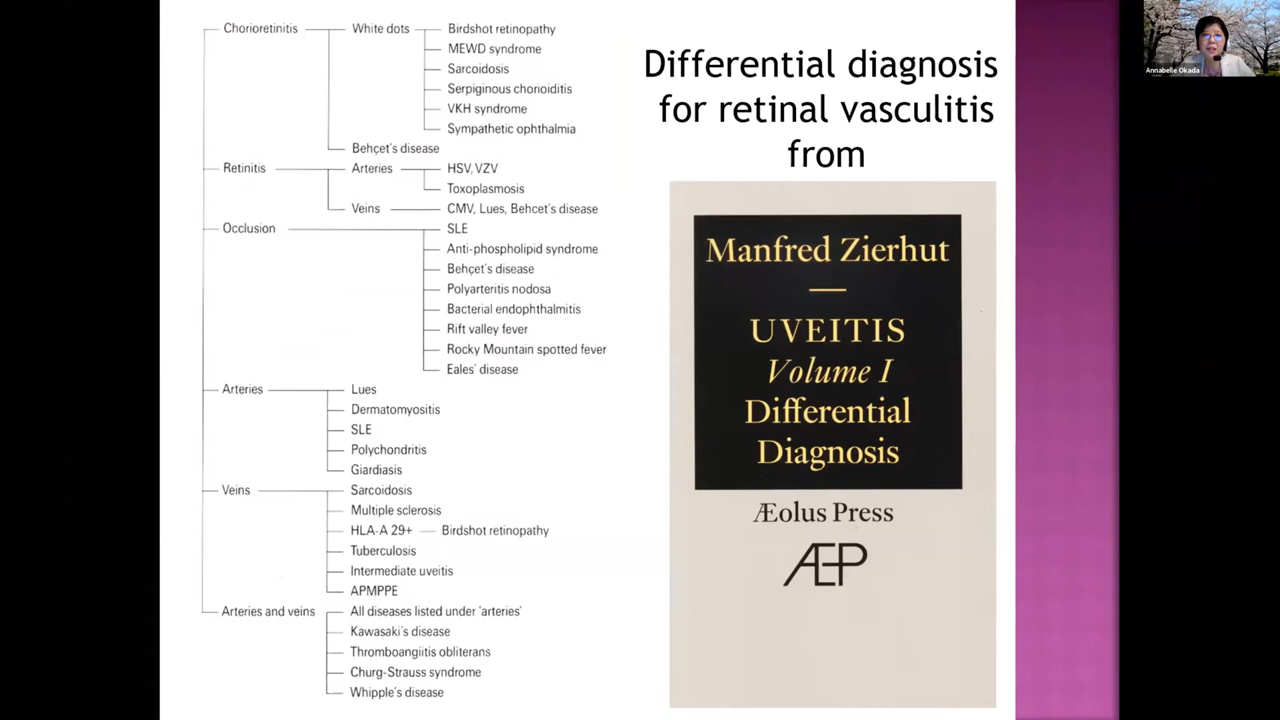 Chorioretinitis
White dots
Birdshot retinopathy
MEWD syndrome
Sarcoidosis
Serpiginous chorioiditis
VKH syndrome
Sympathetic ophthalmia
Behçet's disease
Retinitis
Arteries
HSV, VZV
Toxoplasmosis
Veins
CMV, Lues, Behcet's disease
Occlusion
SLE
Anti-phospholipid syndrome
Behçet's disease
Polyarteritis nodosa
Bacterial endophthalmitis
Rift valley fever
Rocky Mountain spotted fever
Eales' disease
Arteries
Lues
Dermatomyositis
SLE
Polychondritis
Giardiasis
Veins
Sarcoidosis
Multiple sclerosis
HLA-A 29+
Birdshot retinopathy
Tuberculosis
Intermediate uveitis
APMPPE
Arteries and veins
All diseases listed under 'arteries'
Kawasaki's disease
Thromboangiitis obliterans
Churg-Strauss syndrome
Whipple's disease
Differential diagnosis
for retinal vasculitis
from
Manfred Zierhut
UVEITIS
Volume I
Differential
Diagnosis
ÆOlus Press
ÆP
Annabelle Okada